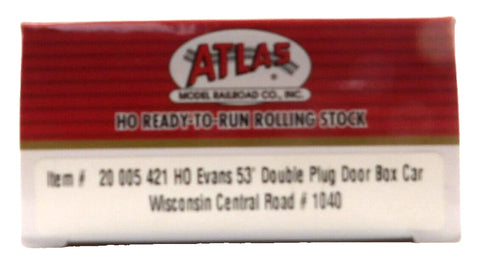 ATLAS
MODEL RAILROAD CO., INC.
HO READY-TO-RUN ROLLING STOCK
Item # 20 005 421 HO Evans 53' Double Plug Door Box Car
Wisconsin Central Road # 1040